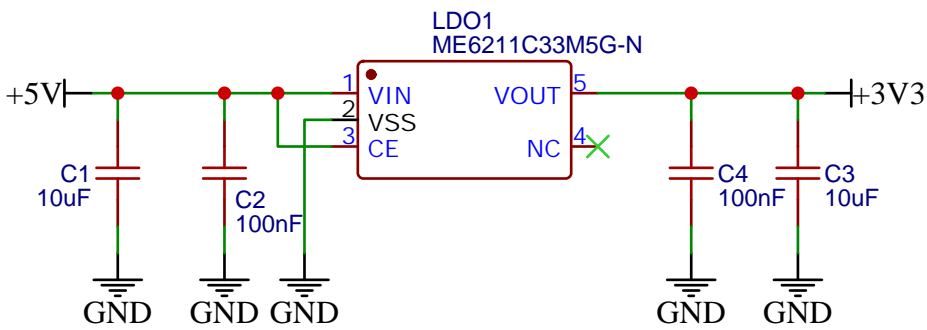 LDO1
ME6211C33M5G-N
+5V
1
VIN
VOUT
5
+3V3
2
VSS
3
CE
NC
4
C1
10uF
C2
100nF
C4
100nF
C3
10uF
GND
GND
GND
GND
GND